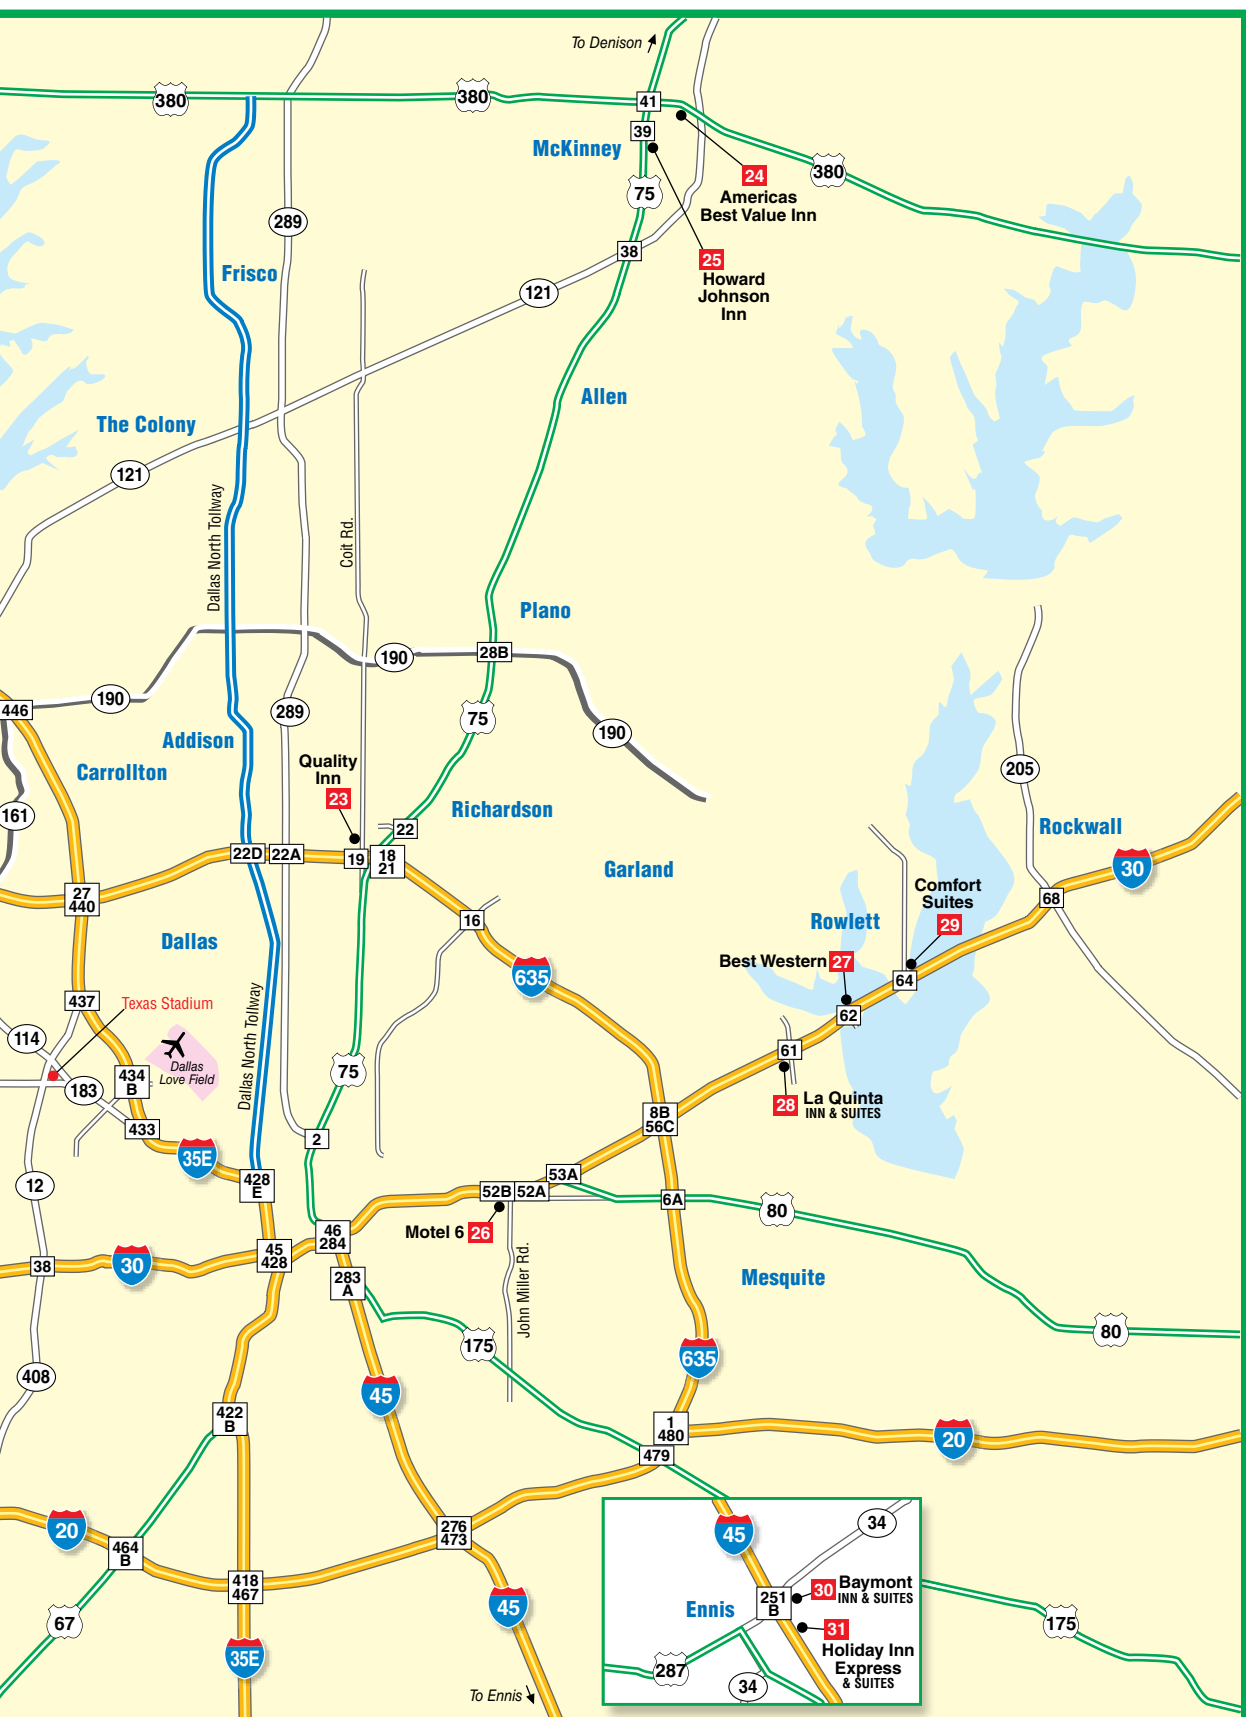 To Denison
380
380
41
39
McKinney
24
380
Americas
Best Value Inn
75
289
38
25
Howard
Johnson
Inn
Frisco
121
Allen
The Colony
121
Dallas North Tollway
Coit Rd.
Plano
28B
190
190
446
289
75
190
Addison
Quality
Inn
Carrollton
205
23
161
Richardson
22
Rockwall
22D
22A
19
18
21
30
Garland
27
440
Comfort
Suites
68
16
Rowlett
29
Dallas
Best Western
27
635
64
437
Texas Stadium
Dallas North Tollway
62
114
61
Dallas
Love Field
75
434
B
183
28
La Quinta
INN & SUITES
8B
56C
433
2
35E
53A
12
428
E
52B
52A
6A
80
Motel 6
26
46
284
45
428
38
30
John Miller Rd.
283
A
Mesquite
80
175
635
408
45
422
B
1
480
20
479
20
276
473
45
34
464
B
418
467
251
B
30
Baymont
INN & SUITES
45
Ennis
67
31
175
35E
Holiday Inn
Express
& SUITES
287
34
To Ennis